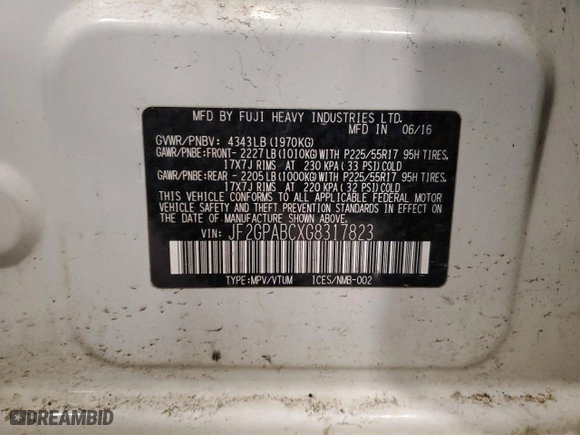 MFD BY FUJI HEAVY INDUSTRIES LTD.
MFD IN 06/16
GVWR/PNBV: 4343LB(1970KG)
GAWR/PNBE:FRONT- 2227LB(1010KG)WITH P225/55R17 95H TIRES,
17X7J RIMS AT 230 KPA( 33 PSI)COLD
GAWR/PNBE:REAR - 2205LB(1000KG)WITH P225/55R17 95H TIRES,
17X7J RIMS AT 220 KPA( 32 PSI)COLD
THIS VEHICLE CONFORMS TO ALL APPLICABLE FEDERAL MOTOR
VEHICLE SAFETY AND THEFT PREVENTION STANDARDS IN EFFECT
ON THE DATE OF MANUFACTURE SHOWN ABOVE.
VIN: JF2GPABCXG8317823
TYPE:MPV/VTUM ICES/NMB-002
DREAMBID